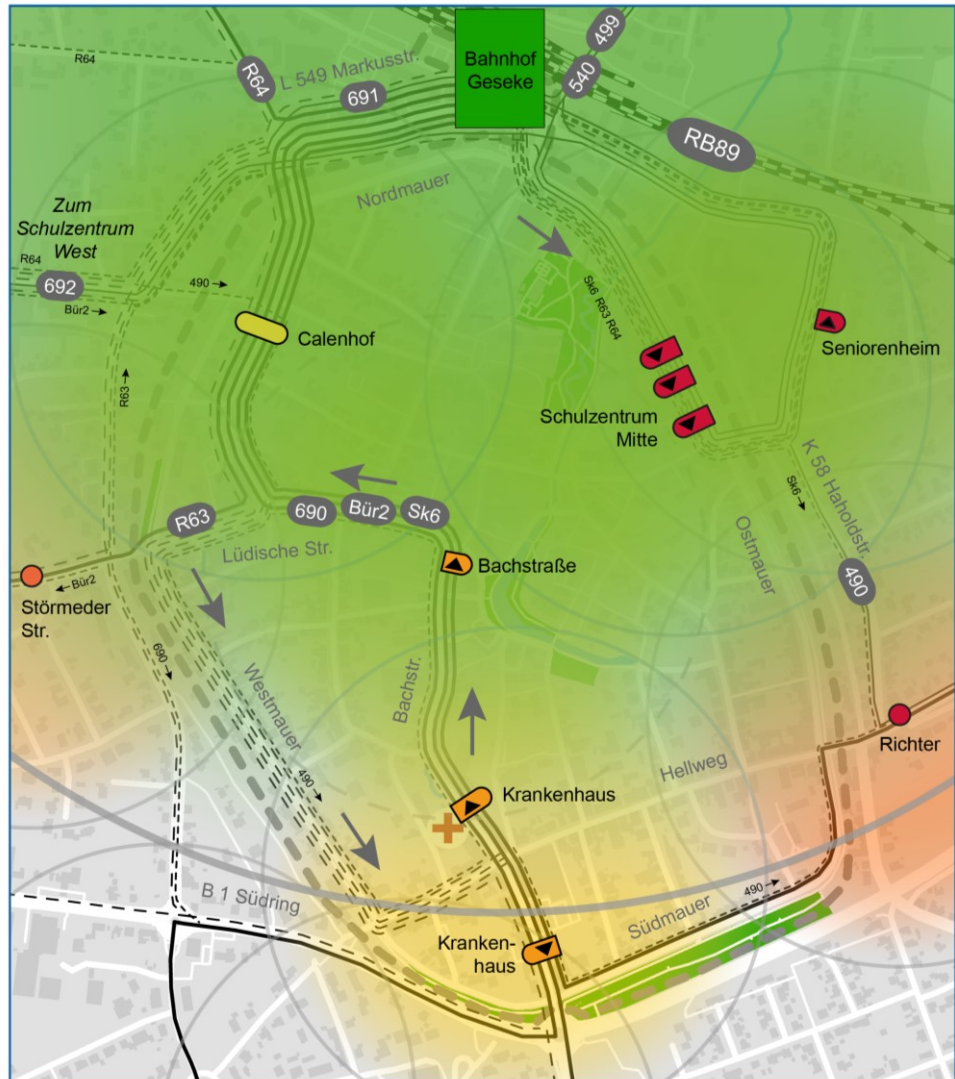 499
Bahnhof
Geseke
R64
540
L 549 Markusstr.
R64
691
RB89
Nordmauer
Zum
Schulzentrum
West
R64
692
490 →
Bür2 →
Sk6 R63 R64
Calenhof
Seniorenheim
R63 →
Schulzentrum
Mitte
K 58 Haholdstr.
Sk6 →
690
Bür2
Sk6
R63
Lüdische Str.
Ostmauer
Bachstraße
490
← Bür2
Störmeder
Str.
690 →
Bachstr.
Westmauer
Richter
Hellweg
490 →
Krankenhaus
B 1 Südring
490 →
Südmauer
Kranken-
haus